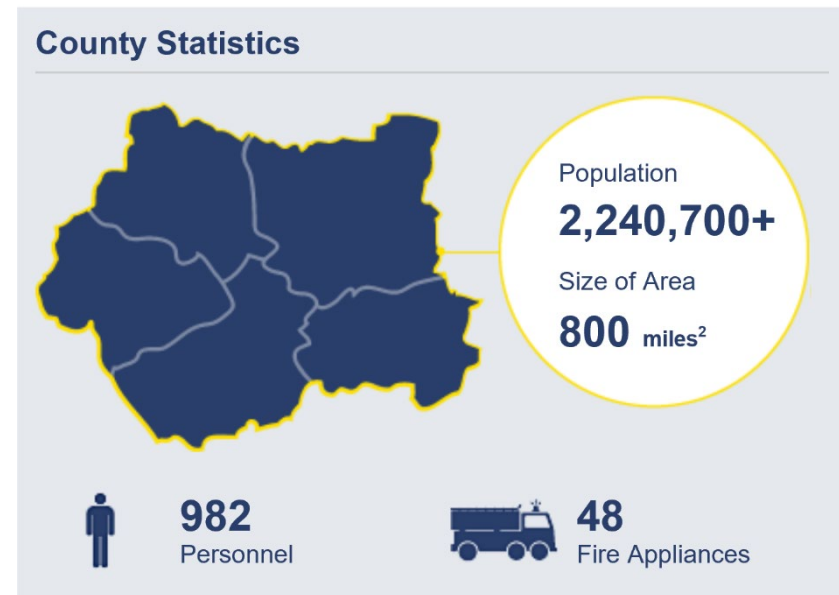 County Statistics
Population
2,240,700+
Size of Area
800 miles²
982
Personnel
48
Fire Appliances